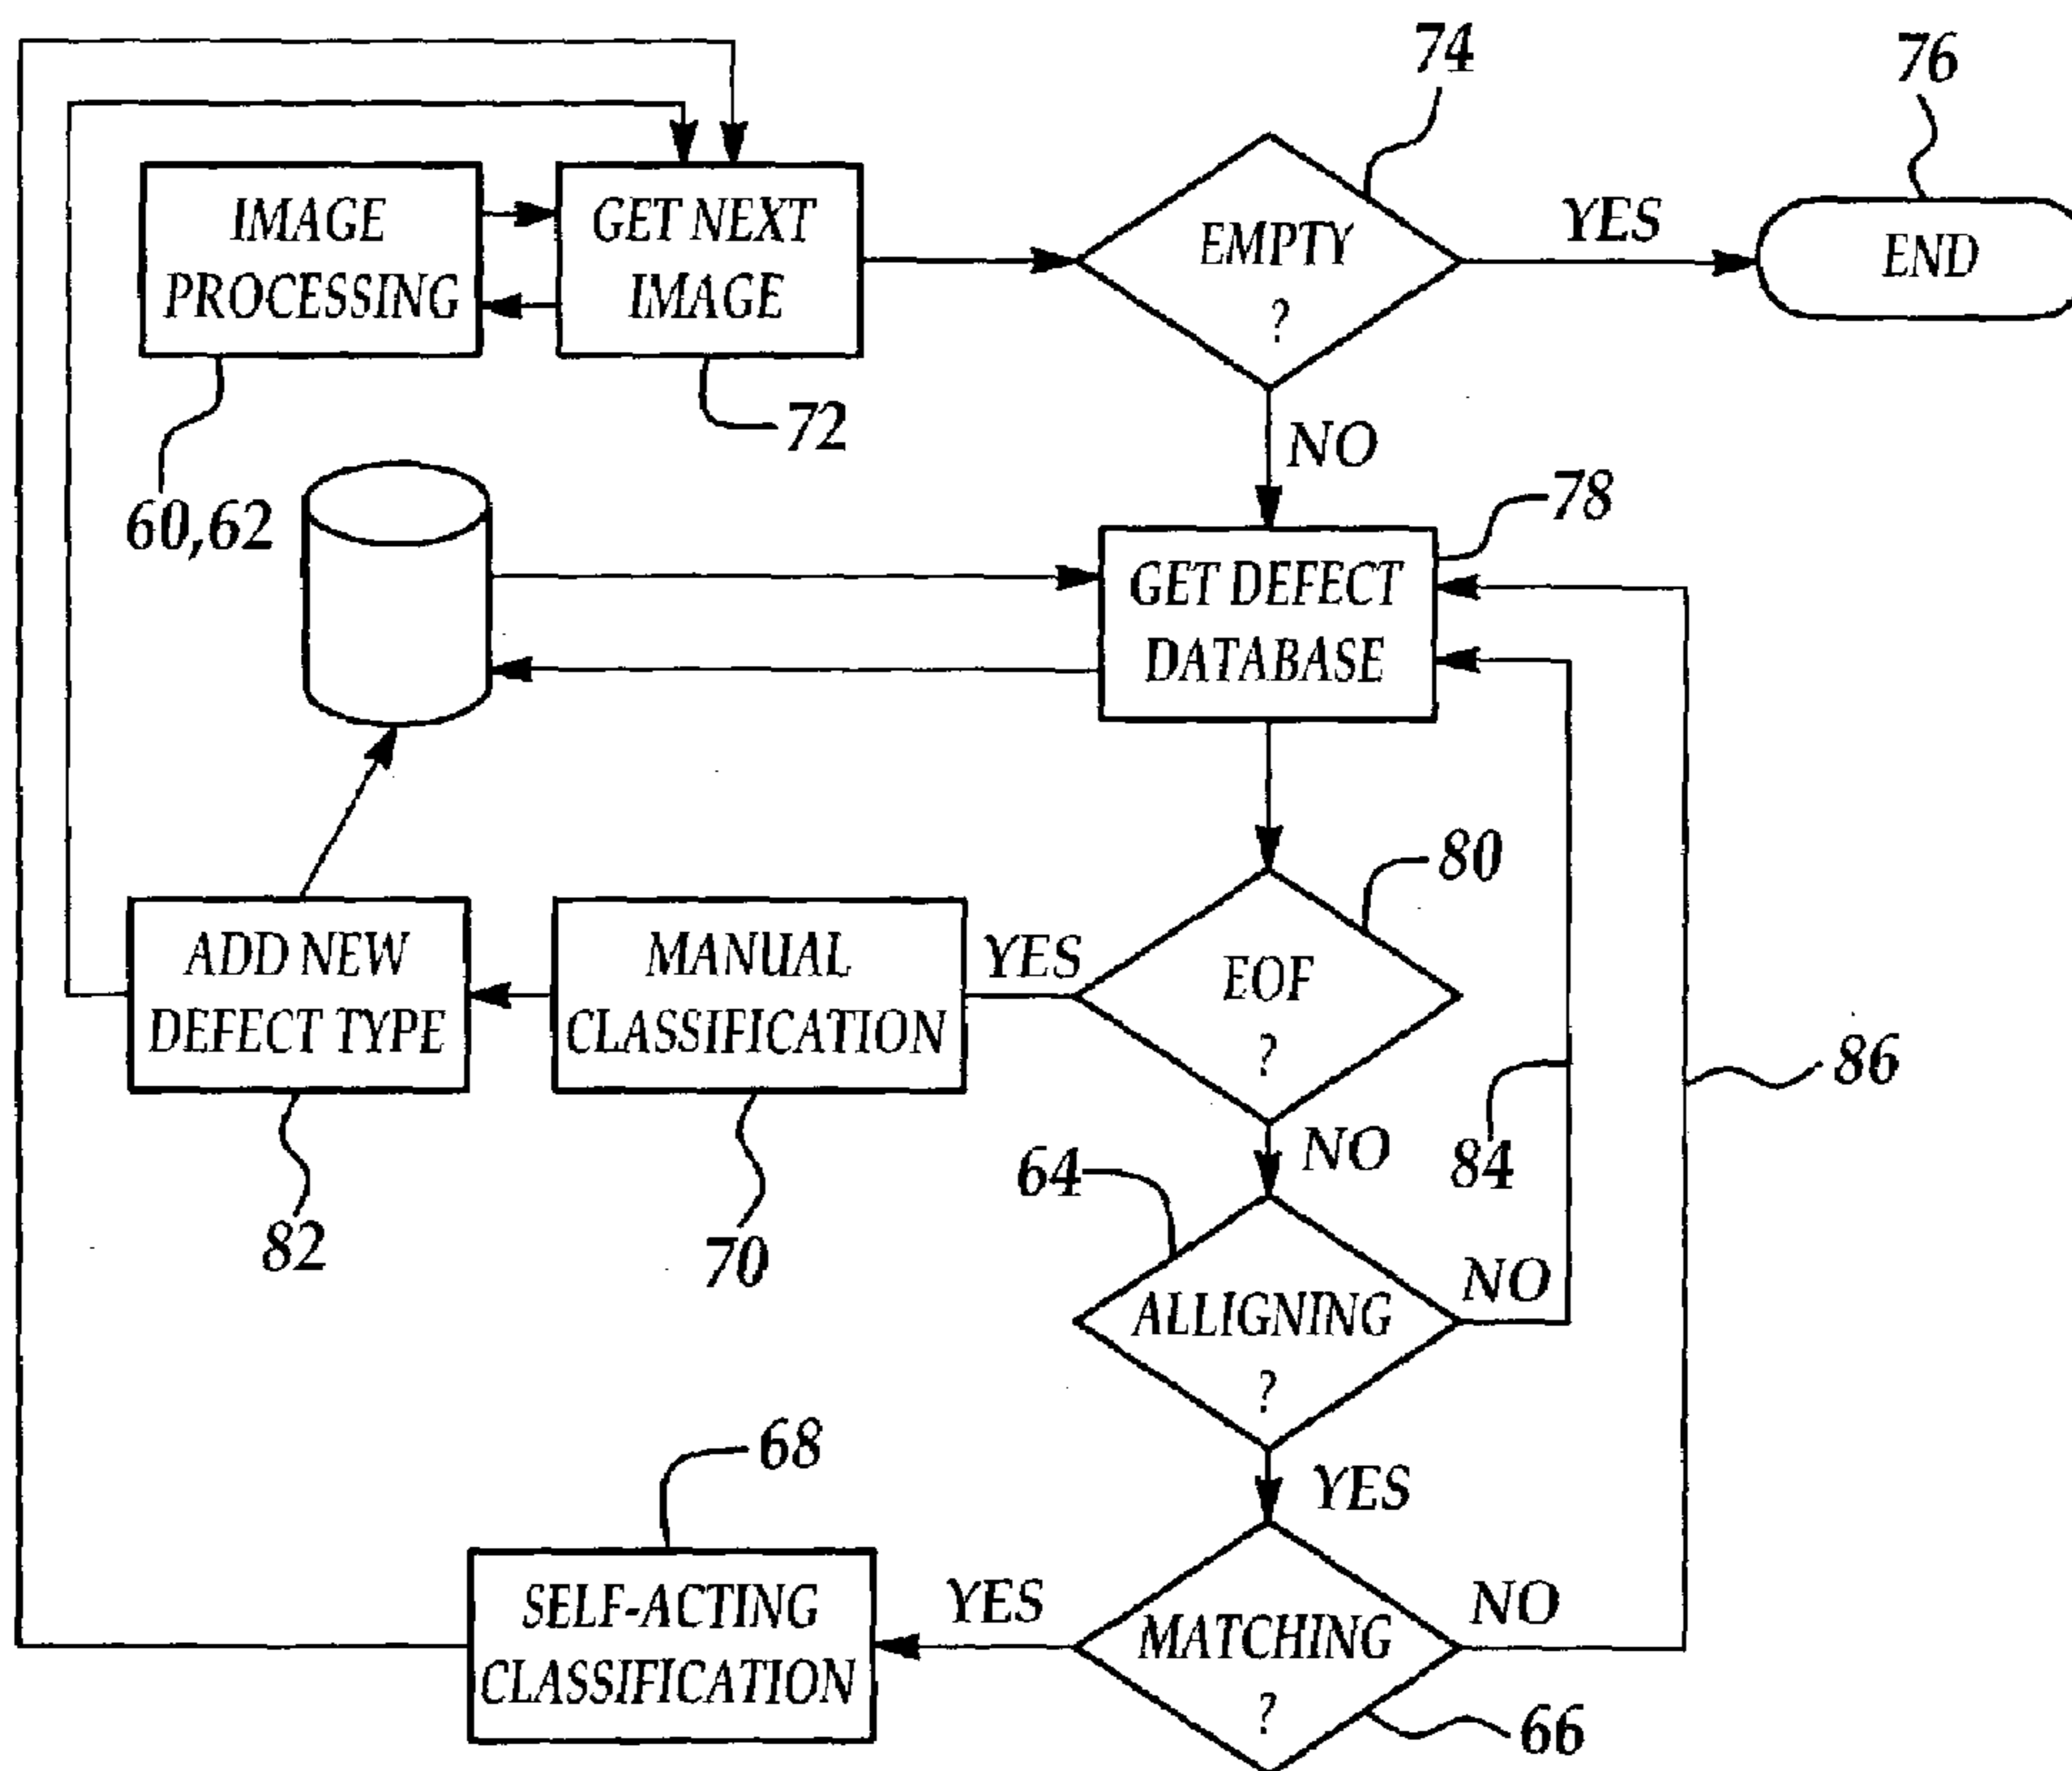 74
76
IMAGE
PROCESSING
GET NEXT
IMAGE
EMPTY
?
YES
END
72
NO
60,62
78
GET DEFECT
DATABASE
80
ADD NEW
DEFECT TYPE
MANUAL
CLASSIFICATION
YES
EOF
?
86
NO
64
84
82
70
NO
ALLIGNING
?
68
YES
SELF-ACTING
CLASSIFICATION
YES
MATCHING
?
NO
66